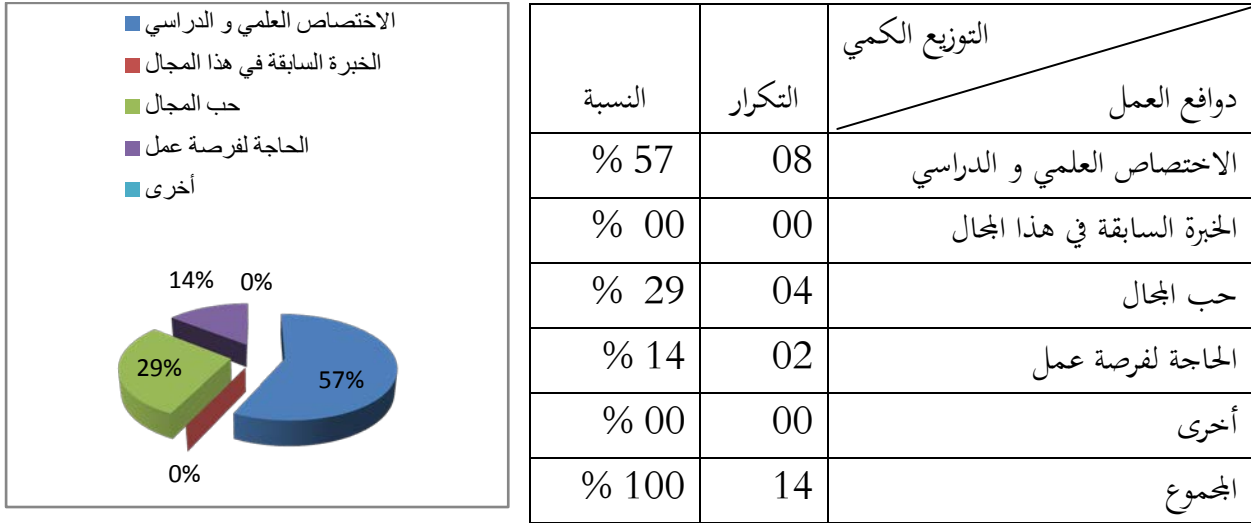 التوزيع الكمي
دوافع العمل التكرار النسبة
الاختصاص العلمي و الدراسي 08 57 %
الخبرة السابقة في هذا المجال 00 00 %
حب المجال 04 29 %
الحاجة لفرصة عمل 02 14 %
أخرى 00 00 %
المجموع 14 100 %
الاختصاص العلمي و الدراسي
الخبرة السابقة في هذا المجال
حب المجال
الحاجة لفرصة عمل
أخرى
14% 0%
29% 57%
0%